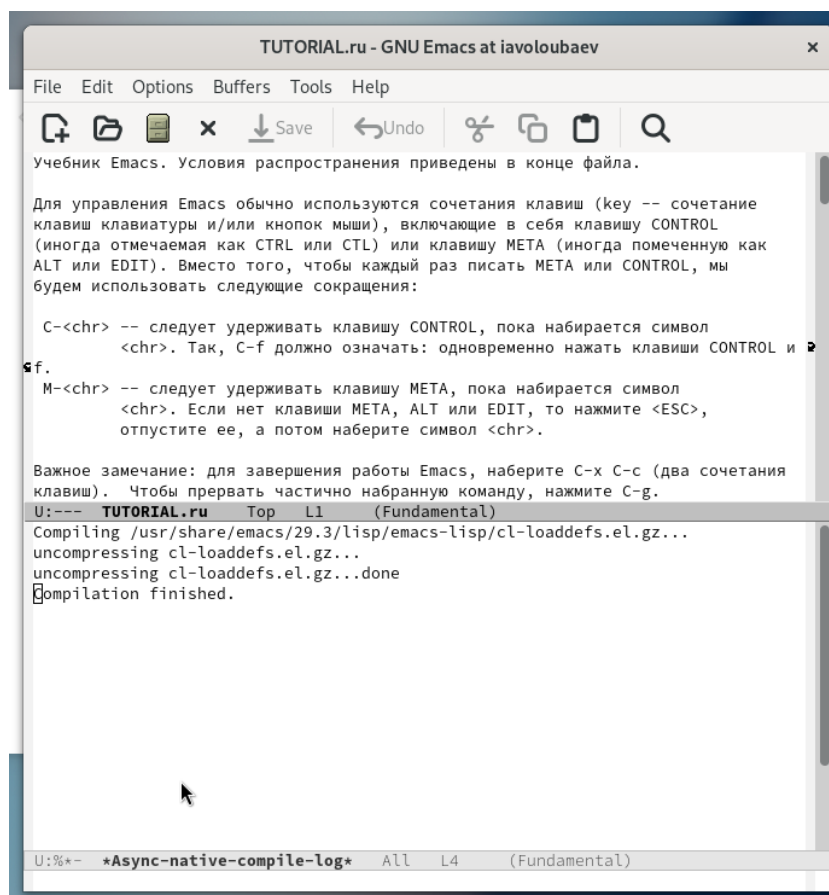 TUTORIAL.ru - GNU Emacs at iavoloubaev
File Edit Options Buffers Tools Help
Save Undo
Учебник Emacs. Условия распространения приведены в конце файла.
Для управления Emacs обычно используются сочетания клавиш (key -- сочетание
клавиш клавиатуры и/или кнопок мыши), включающие в себя клавишу CONTROL
(иногда отмечаемая как CTRL или CTL) или клавишу META (иногда помеченную как
ALT или EDIT). Вместо того, чтобы каждый раз писать META или CONTROL, мы
будем использовать следующие сокращения:
C-<chr> -- следует удерживать клавишу CONTROL, пока набирается символ
<chr>. Так, C-f должно означать: одновременно нажать клавиши CONTROL и
f.
M-<chr> -- следует удерживать клавишу META, пока набирается символ
<chr>. Если нет клавиши META, ALT или EDIT, то нажмите <ESC>,
отпустите ее, а потом наберите символ <chr>.
Важное замечание: для завершения работы Emacs, наберите C-x C-c (два сочетания
клавиш).  Чтобы прервать частично набранную команду, нажмите C-g.
U:--- TUTORIAL.ru Top L1 (Fundamental)
Compiling /usr/share/emacs/29.3/lisp/emacs-lisp/cl-loaddefs.el.gz...
uncompressing cl-loaddefs.el.gz...
uncompressing cl-loaddefs.el.gz...done
Compilation finished.
U:%*- *Async-native-compile-log* All L4 (Fundamental)